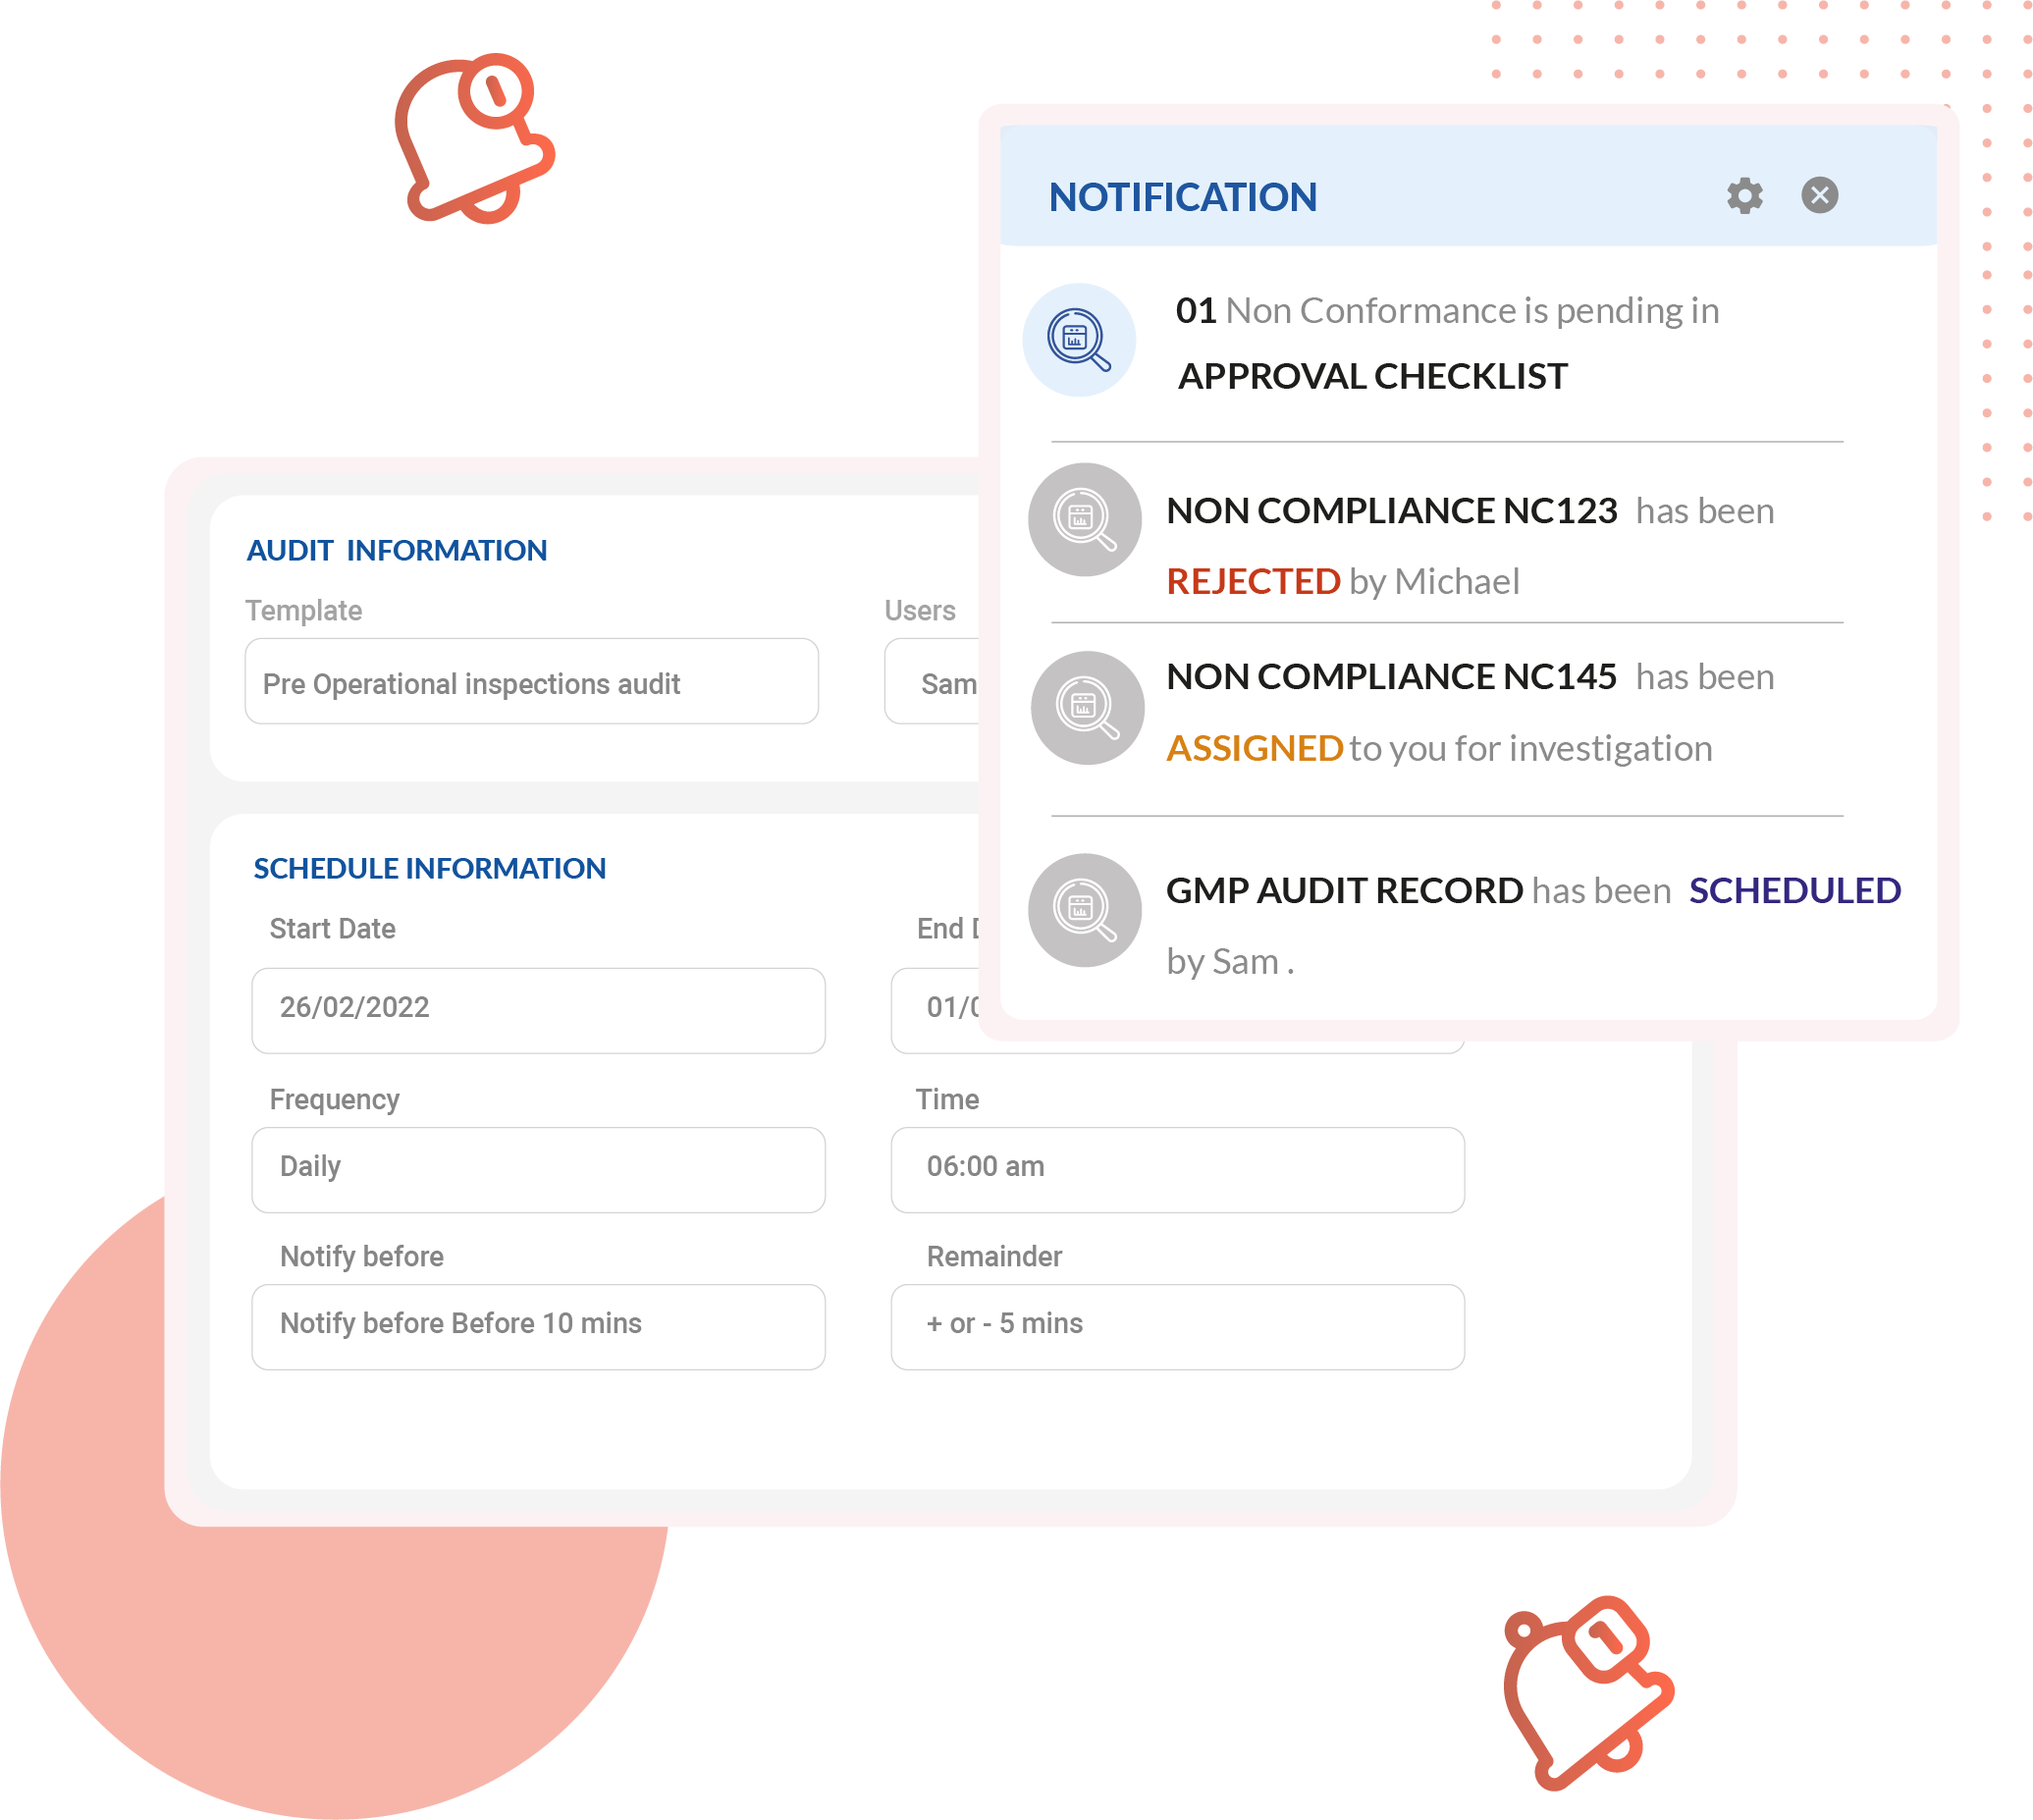 NOTIFICATION
01 Non Conformance is pending in
APPROVAL CHECKLIST
NON COMPLIANCE NC123 has been
REJECTED by Michael
NON COMPLIANCE NC145 has been
ASSIGNED to you for investigation
GMP AUDIT RECORD has been SCHEDULED
by Sam .
AUDIT INFORMATION
Template Users
Pre Operational inspections audit Sam
SCHEDULE INFORMATION
Start Date End
26/02/2022 01/
Frequency Time
Daily 06:00 am
Notify before Remainder
Notify before Before 10 mins + or - 5 mins